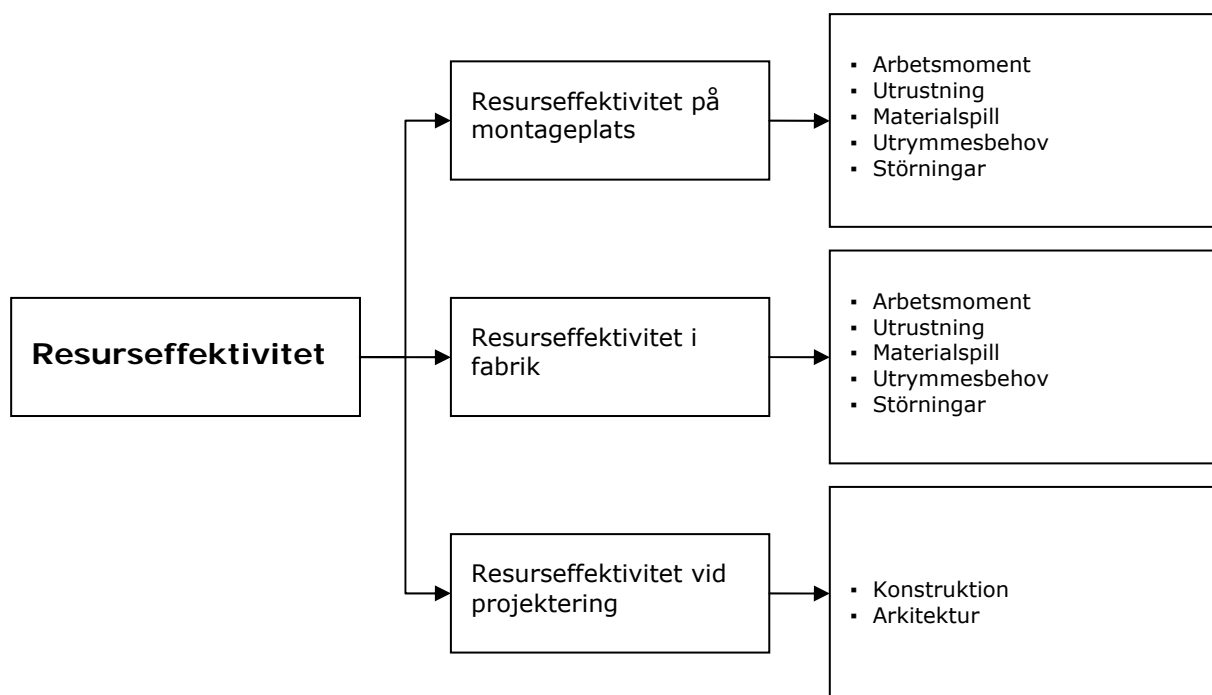 Resurseffektivitet
Resurseffektivitet på
montageplats
▪ Arbetsmoment
▪ Utrustning
▪ Materialspill
▪ Utrymmesbehov
▪ Störningar
Resurseffektivitet i
fabrik
▪ Arbetsmoment
▪ Utrustning
▪ Materialspill
▪ Utrymmesbehov
▪ Störningar
Resurseffektivitet vid
projektering
▪ Konstruktion
▪ Arkitektur